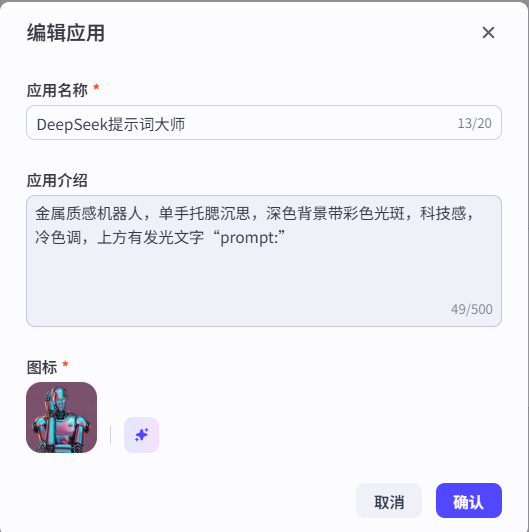 编辑应用
应用名称 *
DeepSeek提示词大师
13/20
应用介绍
金属质感机器人，单手托腮沉思，深色背景带彩色光斑，科技感，
冷色调，上方有发光文字“prompt:”
49/500
图标 *
取消
确认